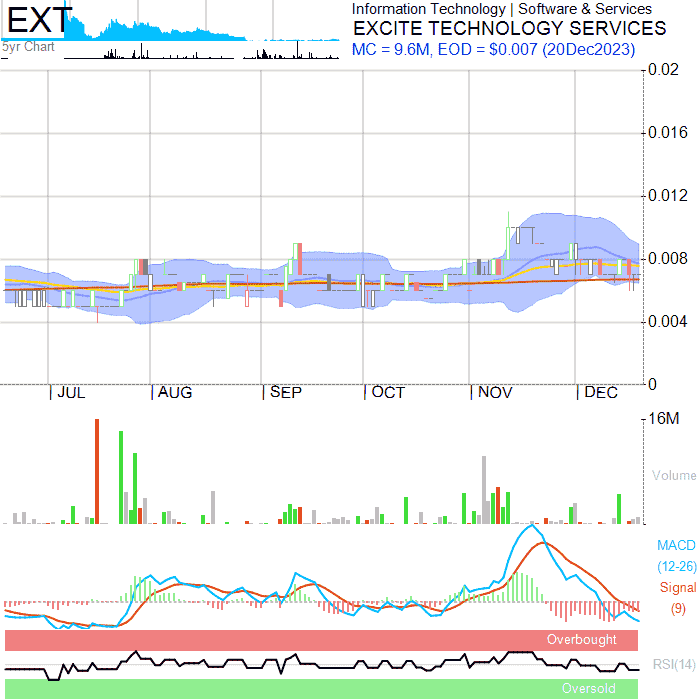 EXT
5yr Chart
Information Technology | Software & Services
EXCITE TECHNOLOGY SERVICES
MC = 9.6M, EOD = $0.007 (20Dec2023)
0.02
0.016
0.012
0.008
0.004
0
JUL AUG SEP OCT NOV DEC
16M
Volume
MACD
(12-26)
Signal
(9)
Overbought
RSI(14)
Oversold